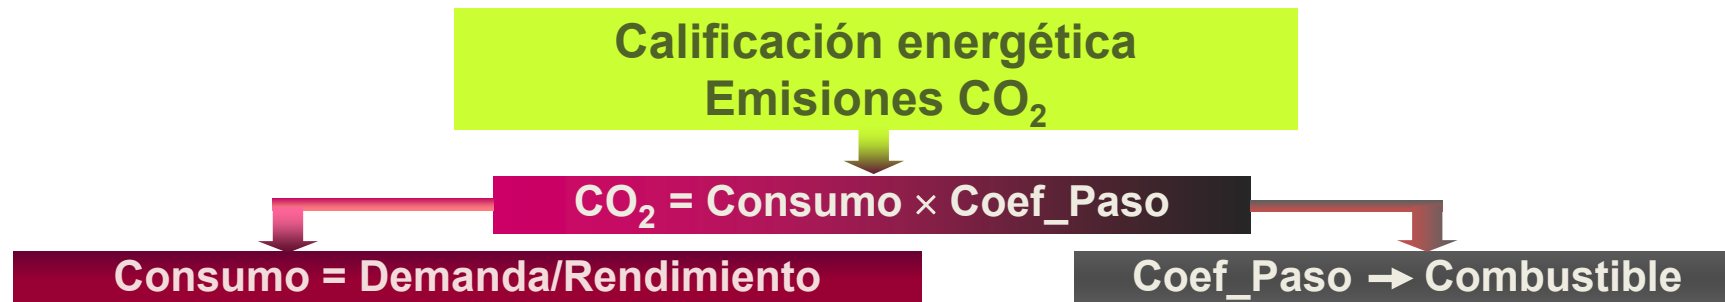 Calificación energética
Emisiones CO₂
CO₂ = Consumo × Coef_Paso
Consumo = Demanda/Rendimiento
Coef_Paso → Combustible